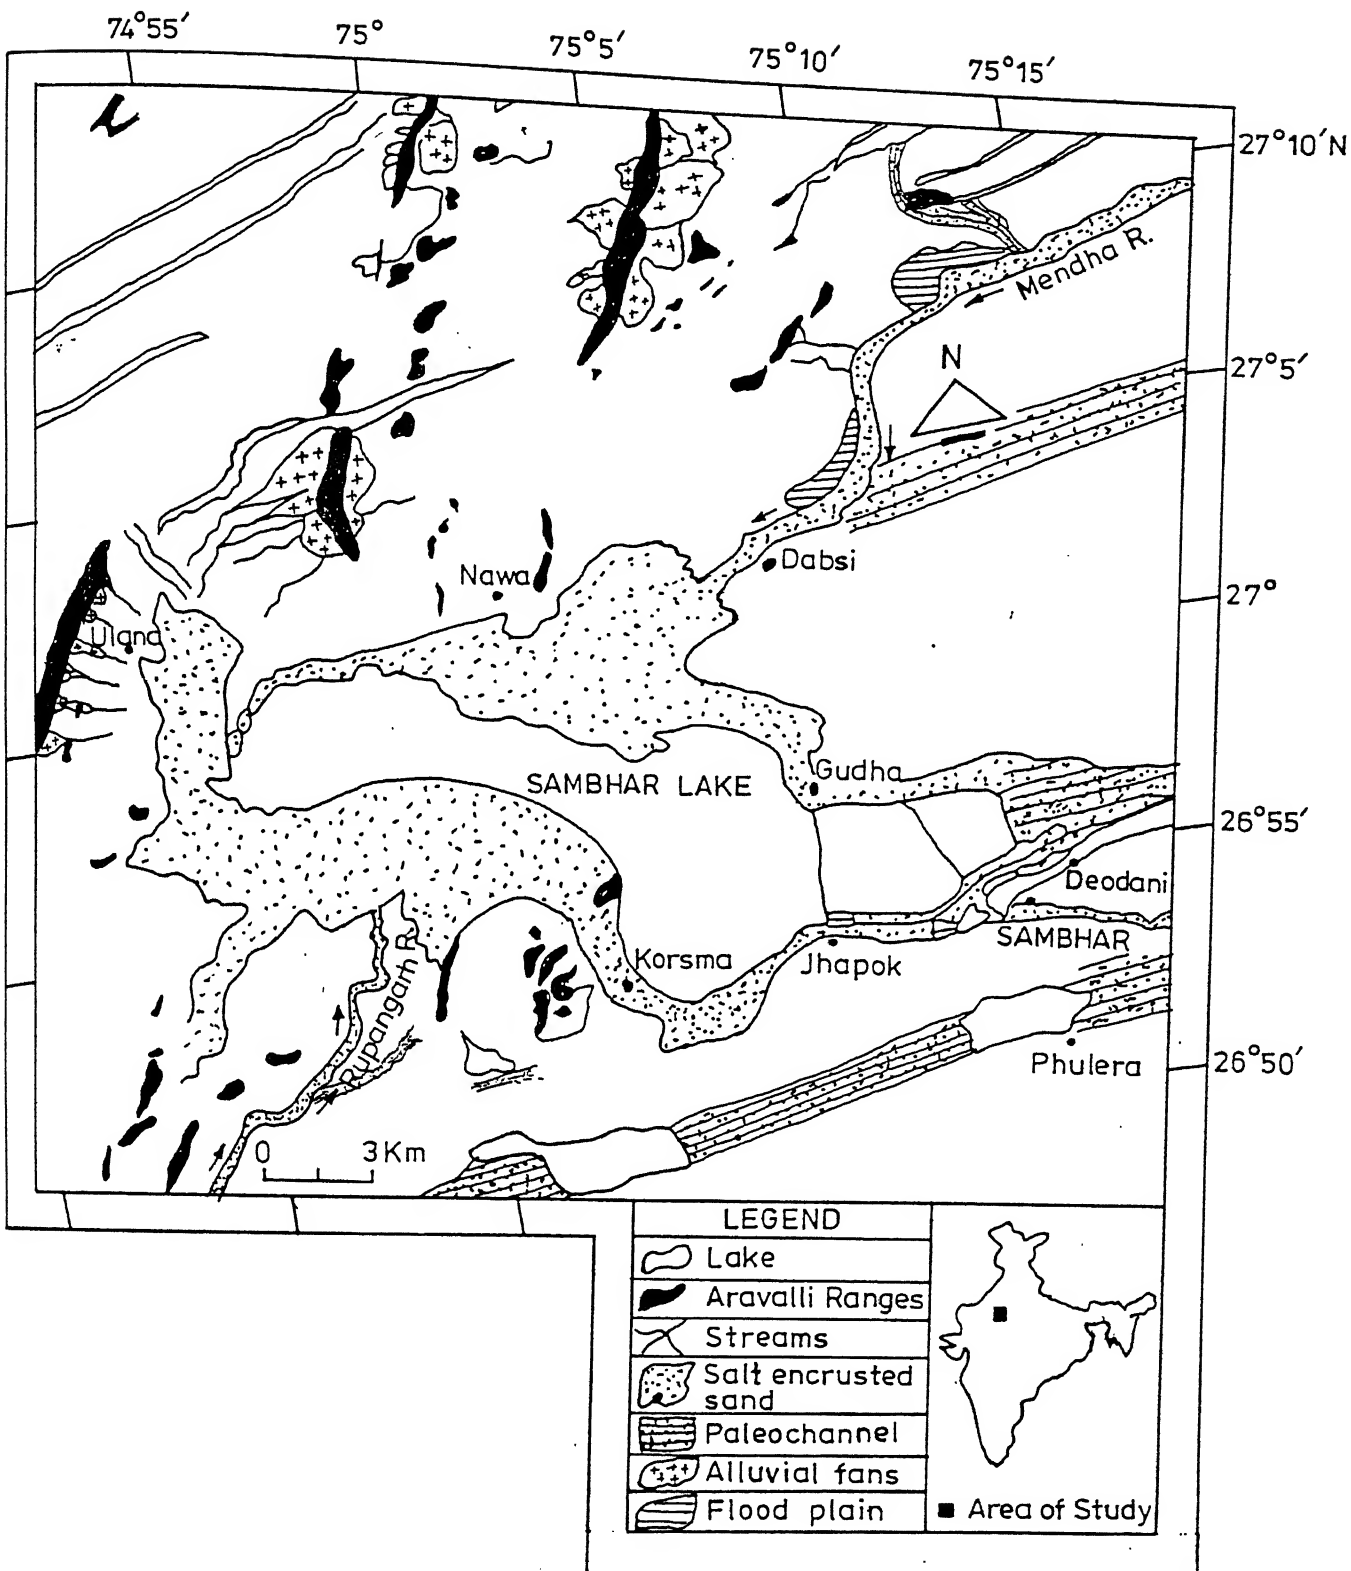 74°55′ 75° 75°5′ 75°10′ 75°15′
27°10′N
Mendha R.
N
27°5′
Dabsi
Nawa
27°
Ulana
Gudha
SAMBHAR LAKE
26°55′
Deodani
SAMBHAR
Korsma
Jhapok
Rupangarh R.
Phulera
26°50′
0 3Km
LEGEND
Lake
Aravalli Ranges
Streams
Salt encrusted
sand
Paleochannel
Alluvial fans
Flood plain
Area of Study